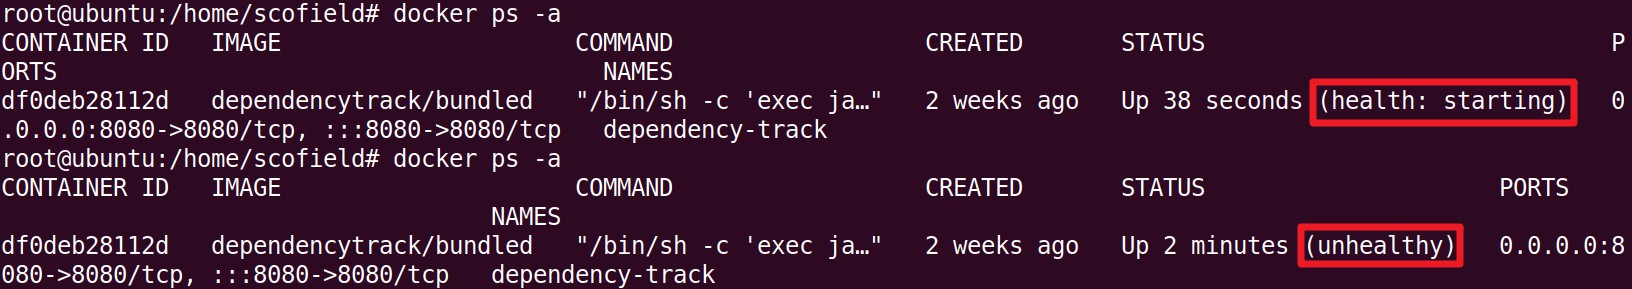 root@ubuntu:/home/scofield# docker ps -a
CONTAINER ID   IMAGE                     COMMAND                  CREATED       STATUS                             P
ORTS                                       NAMES
df0deb28112d   dependencytrack/bundled   "/bin/sh -c 'exec ja…"   2 weeks ago   Up 38 seconds (health: starting)   0
.0.0.0:8080->8080/tcp, :::8080->8080/tcp   dependency-track
root@ubuntu:/home/scofield# docker ps -a
CONTAINER ID   IMAGE                     COMMAND                  CREATED       STATUS                     PORTS
                                   NAMES
df0deb28112d   dependencytrack/bundled   "/bin/sh -c 'exec ja…"   2 weeks ago   Up 2 minutes (unhealthy)   0.0.0.0:8
080->8080/tcp, :::8080->8080/tcp   dependency-track